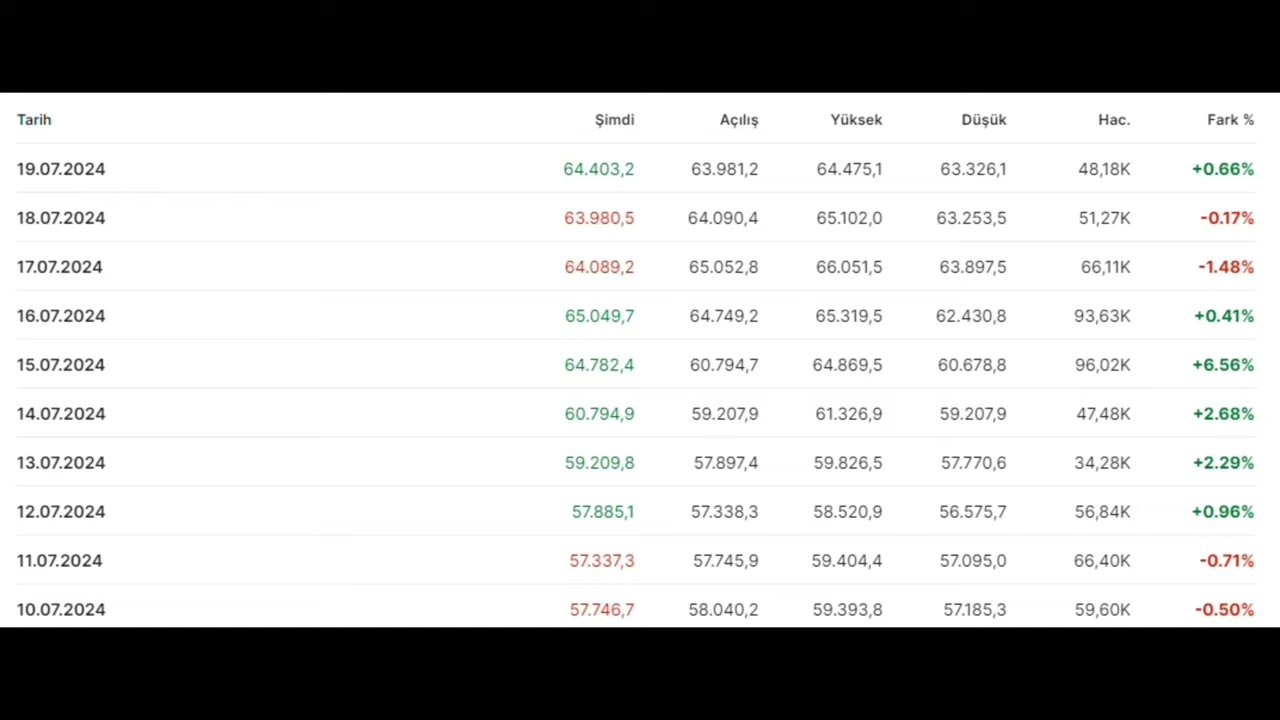 Tarih Şimdi Açılış Yüksek Düşük Hac. Fark %
19.07.2024 64.403,2 63.981,2 64.475,1 63.326,1 48,18K +0.66%
18.07.2024 63.980,5 64.090,4 65.102,0 63.253,5 51,27K -0.17%
17.07.2024 64.089,2 65.052,8 66.051,5 63.897,5 66,11K -1.48%
16.07.2024 65.049,7 64.749,2 65.319,5 62.430,8 93,63K +0.41%
15.07.2024 64.782,4 60.794,7 64.869,5 60.678,8 96,02K +6.56%
14.07.2024 60.794,9 59.207,9 61.326,9 59.207,9 47,48K +2.68%
13.07.2024 59.209,8 57.897,4 59.826,5 57.770,6 34,28K +2.29%
12.07.2024 57.885,1 57.338,3 58.520,9 56.575,7 56,84K +0.96%
11.07.2024 57.337,3 57.745,9 59.404,4 57.095,0 66,40K -0.71%
10.07.2024 57.746,7 58.040,2 59.393,8 57.185,3 59,60K -0.50%